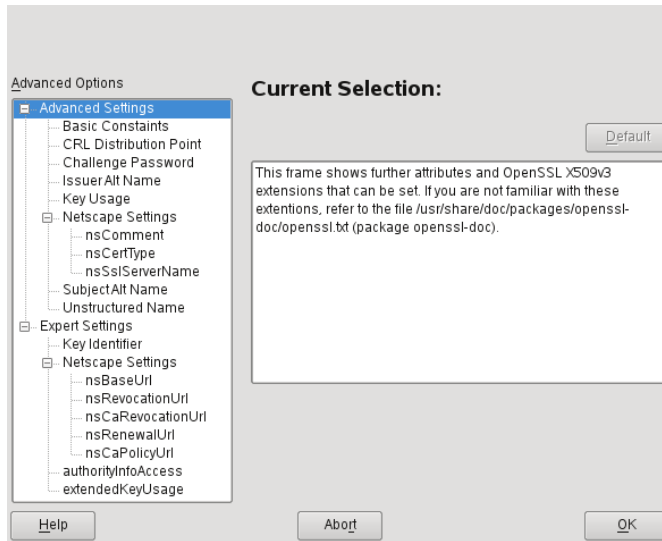 Advanced Options
Advanced Settings
Basic Constaints
CRL Distribution Point
Challenge Password
Issuer Alt Name
Key Usage
Netscape Settings
nsComment
nsCertType
nsSslServerName
Subject Alt Name
Unstructured Name
Expert Settings
Key Identifier
Netscape Settings
nsBaseUrl
nsRevocationUrl
nsCaRevocationUrl
nsRenewalUrl
nsCaPolicyUrl
authorityInfoAccess
extendedKeyUsage
Current Selection:
Default
This frame shows further attributes and OpenSSL X509v3
extensions that can be set. If you are not familiar with these
extentions, refer to the file /usr/share/doc/packages/openssl-
doc/openssl.txt (package openssl-doc).
Help
Abort
OK